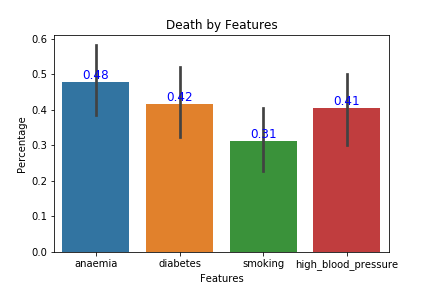 Death by Features
0.6
0.5
0.4
0.3
0.2
0.1
0.0
Percentage
0.48
0.42
0.31
0.41
anaemia
diabetes
smoking
high_blood_pressure
Features